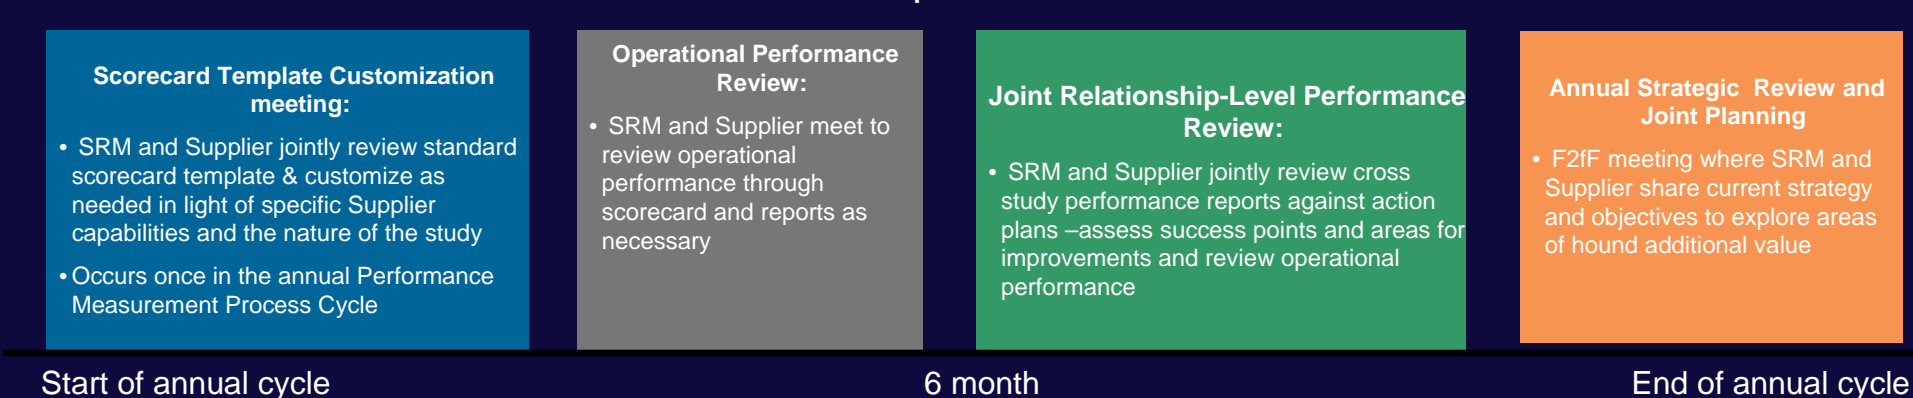 Scorecard Template Customization
meeting:
• SRM and Supplier jointly review standard
scorecard template & customize as
needed in light of specific Supplier
capabilities and the nature of the study
• Occurs once in the annual Performance
Measurement Process Cycle
Operational Performance
Review:
• SRM and Supplier meet to
review operational
performance through
scorecard and reports as
necessary
Joint Relationship-Level Performance
Review:
• SRM and Supplier jointly review cross
study performance reports against action
plans –assess success points and areas for
improvements and review operational
performance
Annual Strategic Review and
Joint Planning
• F2fF meeting where SRM and
Supplier share current strategy
and objectives to explore areas
of hound additional value
Start of annual cycle
6 month
End of annual cycle